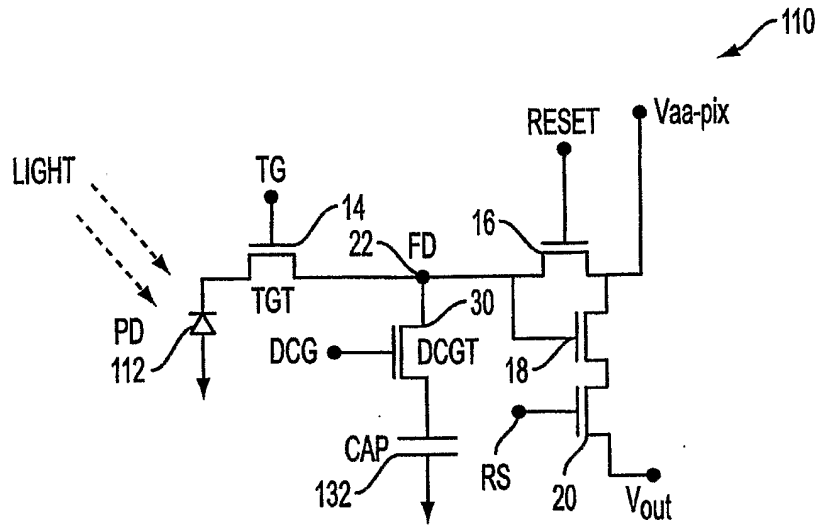 110
Vaa-pix
RESET
LIGHT
TG
14
16
22
FD
TGT
30
PD
112
DCG
DCGT
18
CAP
132
RS
20
Vout